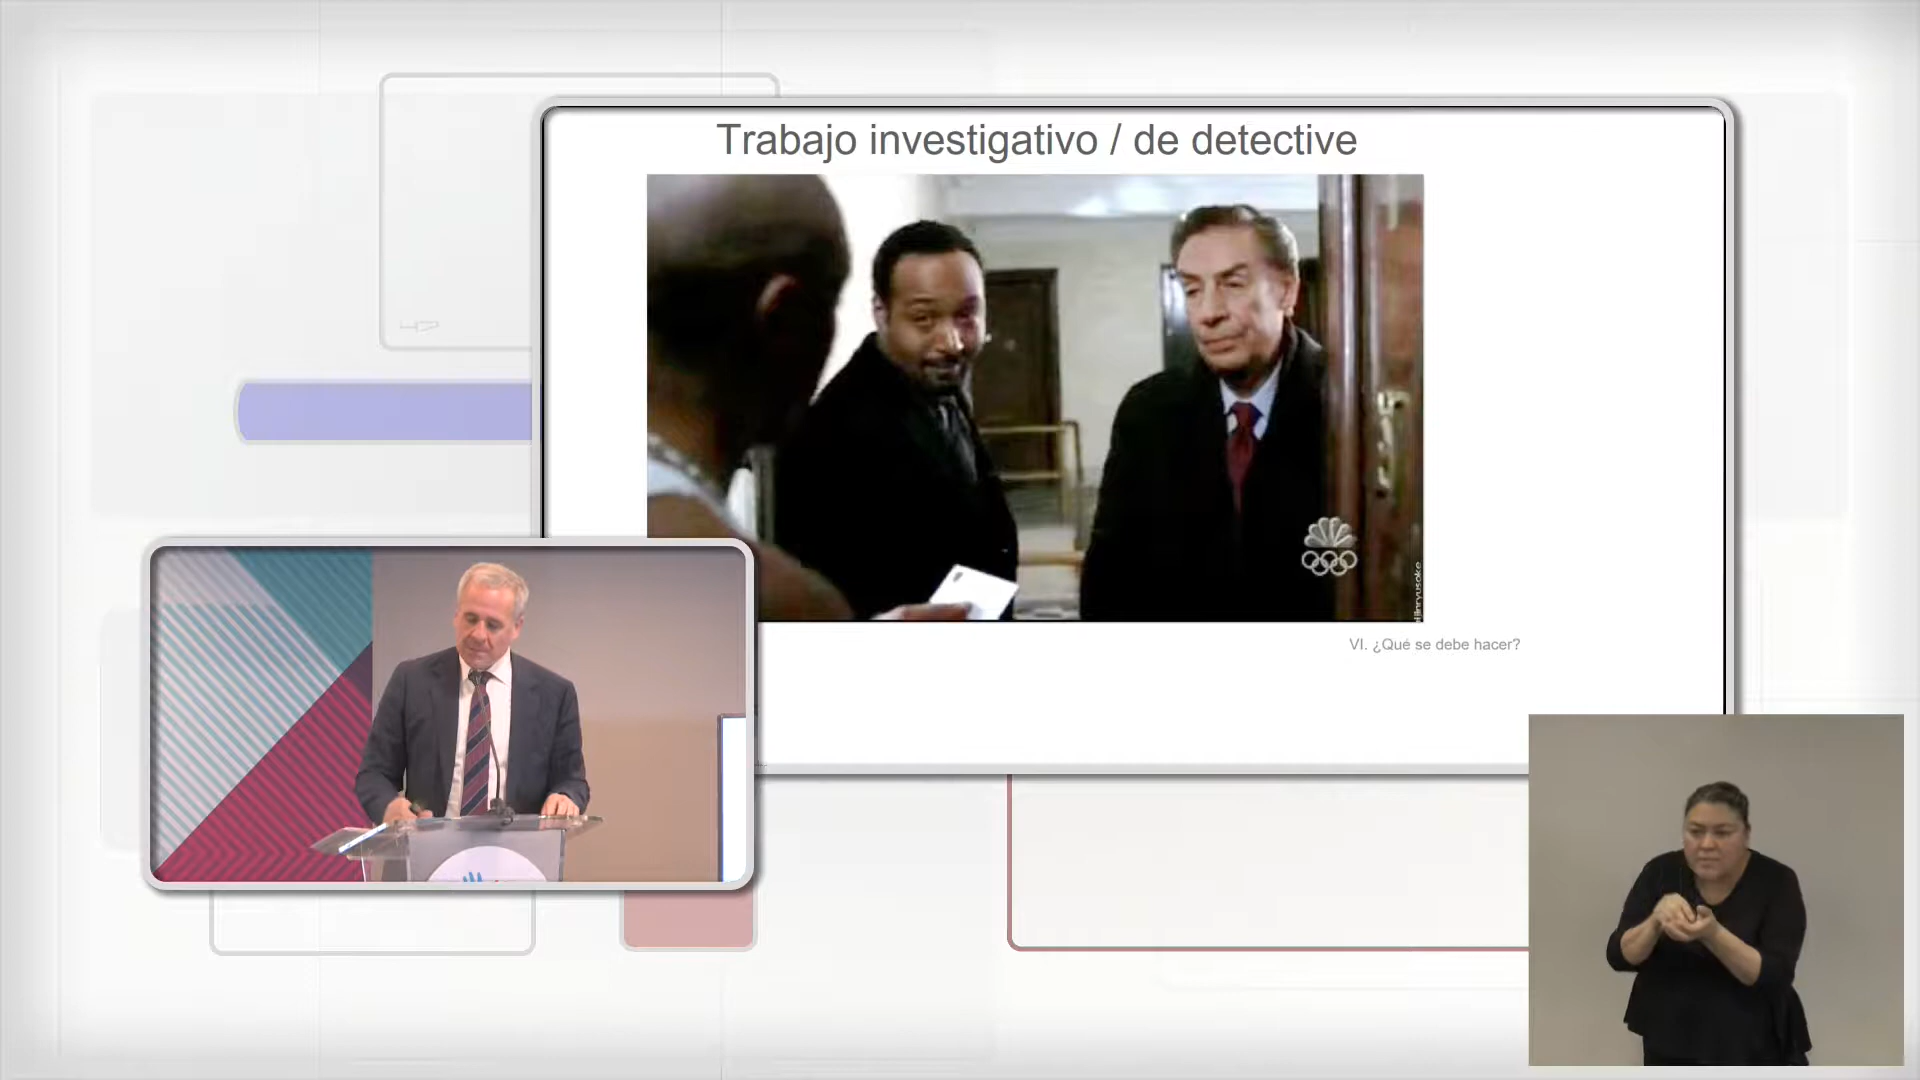 Trabajo investigativo / de detective
VI. ¿Qué se debe hacer?